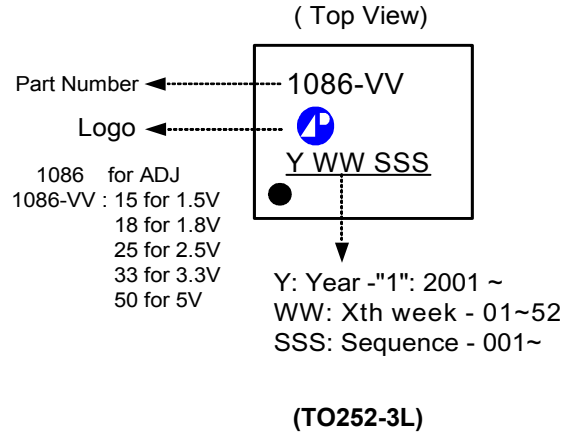 ( Top View)
Part Number
1086-VV
Logo
AP
Y WW SSS
1086 for ADJ
1086-VV : 15 for 1.5V
18 for 1.8V
25 for 2.5V
33 for 3.3V
50 for 5V
Y: Year -"1": 2001 ~
WW: Xth week - 01~52
SSS: Sequence - 001~
(TO252-3L)